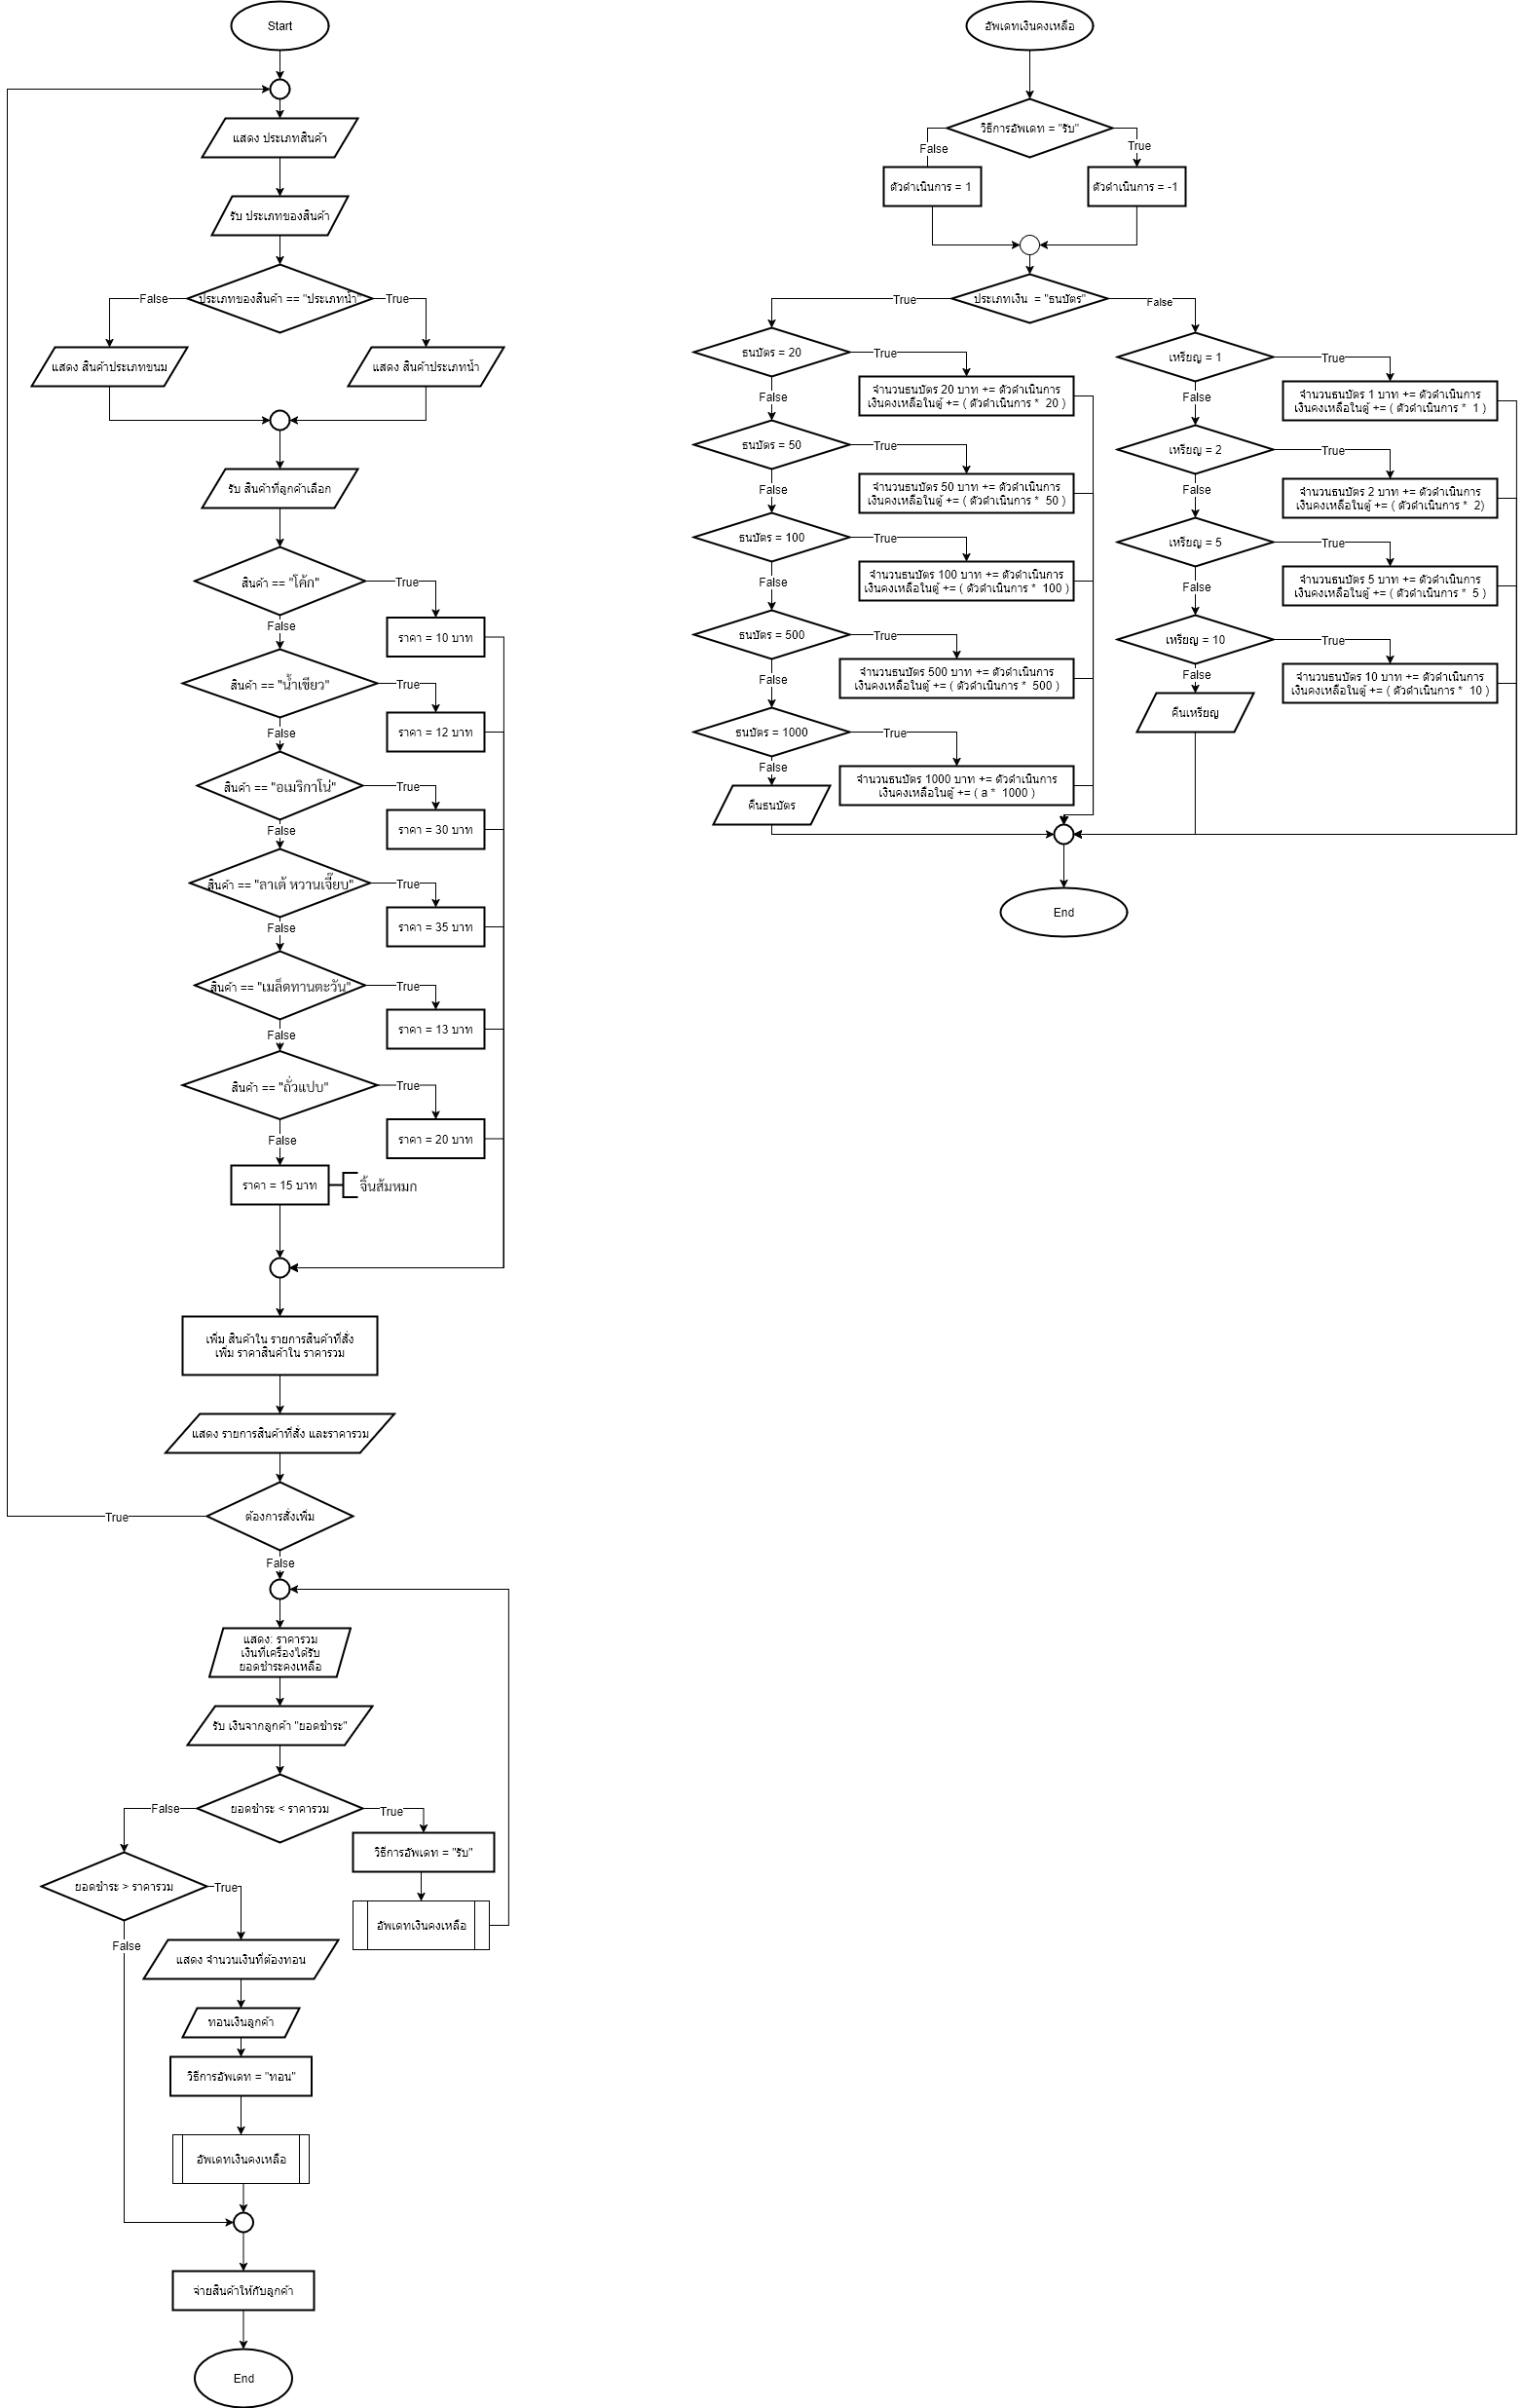 Start
แสดง ประเภทสินค้า
รับ ประเภทของสินค้า
ประเภทของสินค้า == "ประเภทน้ำ"
False
True
แสดง สินค้าประเภทขนม
แสดง สินค้าประเภทน้ำ
รับ สินค้าที่ลูกค้าเลือก
สินค้า == "โค้ก"
True
ราคา = 10 บาท
False
สินค้า == "น้ำเขียว"
True
ราคา = 12 บาท
False
สินค้า == "อเมริกาโน่"
True
ราคา = 30 บาท
False
สินค้า == "ลาเต้ หวานเจี๊ยบ"
True
ราคา = 35 บาท
False
สินค้า == "เมล็ดทานตะวัน"
True
ราคา = 13 บาท
False
สินค้า == "ถั่วแปบ"
True
ราคา = 20 บาท
False
ราคา = 15 บาท
จิ้นส้มหมก
เพิ่ม สินค้าใน รายการสินค้าที่สั่ง
เพิ่ม ราคาสินค้าใน ราคารวม
แสดง รายการสินค้าที่สั่ง และราคารวม
ต้องการสั่งเพิ่ม
True
False
แสดง: ราคารวม
เงินที่เครื่องได้รับ
ยอดชำระคงเหลือ
รับ เงินจากลูกค้า "ยอดชำระ"
ยอดชำระ < ราคารวม
False
True
วิธีการอัพเดท = "รับ"
อัพเดทเงินคงเหลือ
ยอดชำระ > ราคารวม
True
False
แสดง จำนวนเงินที่ต้องทอน
ทอนเงินลูกค้า
วิธีการอัพเดท = "ทอน"
อัพเดทเงินคงเหลือ
จ่ายสินค้าให้กับลูกค้า
End
อัพเดทเงินคงเหลือ
วิธีการอัพเดท = "รับ"
False
True
ตัวดำเนินการ = 1
ตัวดำเนินการ = -1
ประเภทเงิน = "ธนบัตร"
True
False
ธนบัตร = 20
True
จำนวนธนบัตร 20 บาท += ตัวดำเนินการ
เงินคงเหลือในตู้ += ( ตัวดำเนินการ * 20 )
False
ธนบัตร = 50
True
จำนวนธนบัตร 50 บาท += ตัวดำเนินการ
เงินคงเหลือในตู้ += ( ตัวดำเนินการ * 50 )
False
ธนบัตร = 100
True
จำนวนธนบัตร 100 บาท += ตัวดำเนินการ
เงินคงเหลือในตู้ += ( ตัวดำเนินการ * 100 )
False
ธนบัตร = 500
True
จำนวนธนบัตร 500 บาท += ตัวดำเนินการ
เงินคงเหลือในตู้ += ( ตัวดำเนินการ * 500 )
False
ธนบัตร = 1000
True
จำนวนธนบัตร 1000 บาท += ตัวดำเนินการ
เงินคงเหลือในตู้ += ( a * 1000 )
False
คืนธนบัตร
เหรียญ = 1
True
จำนวนธนบัตร 1 บาท += ตัวดำเนินการ
เงินคงเหลือในตู้ += ( ตัวดำเนินการ * 1 )
False
เหรียญ = 2
True
จำนวนธนบัตร 2 บาท += ตัวดำเนินการ
เงินคงเหลือในตู้ += ( ตัวดำเนินการ * 2)
False
เหรียญ = 5
True
จำนวนธนบัตร 5 บาท += ตัวดำเนินการ
เงินคงเหลือในตู้ += ( ตัวดำเนินการ * 5 )
False
เหรียญ = 10
True
จำนวนธนบัตร 10 บาท += ตัวดำเนินการ
เงินคงเหลือในตู้ += ( ตัวดำเนินการ * 10 )
False
คืนเหรียญ
End